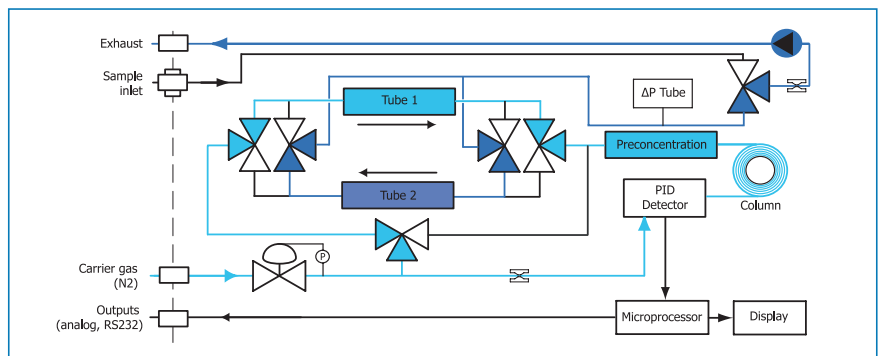 Exhaust
Sample
inlet
Tube 1
ΔP Tube
Preconcentration
Tube 2
PID
Detector
Column
Carrier gas
(N2)
P
Outputs
(analog, RS232)
Microprocessor
Display